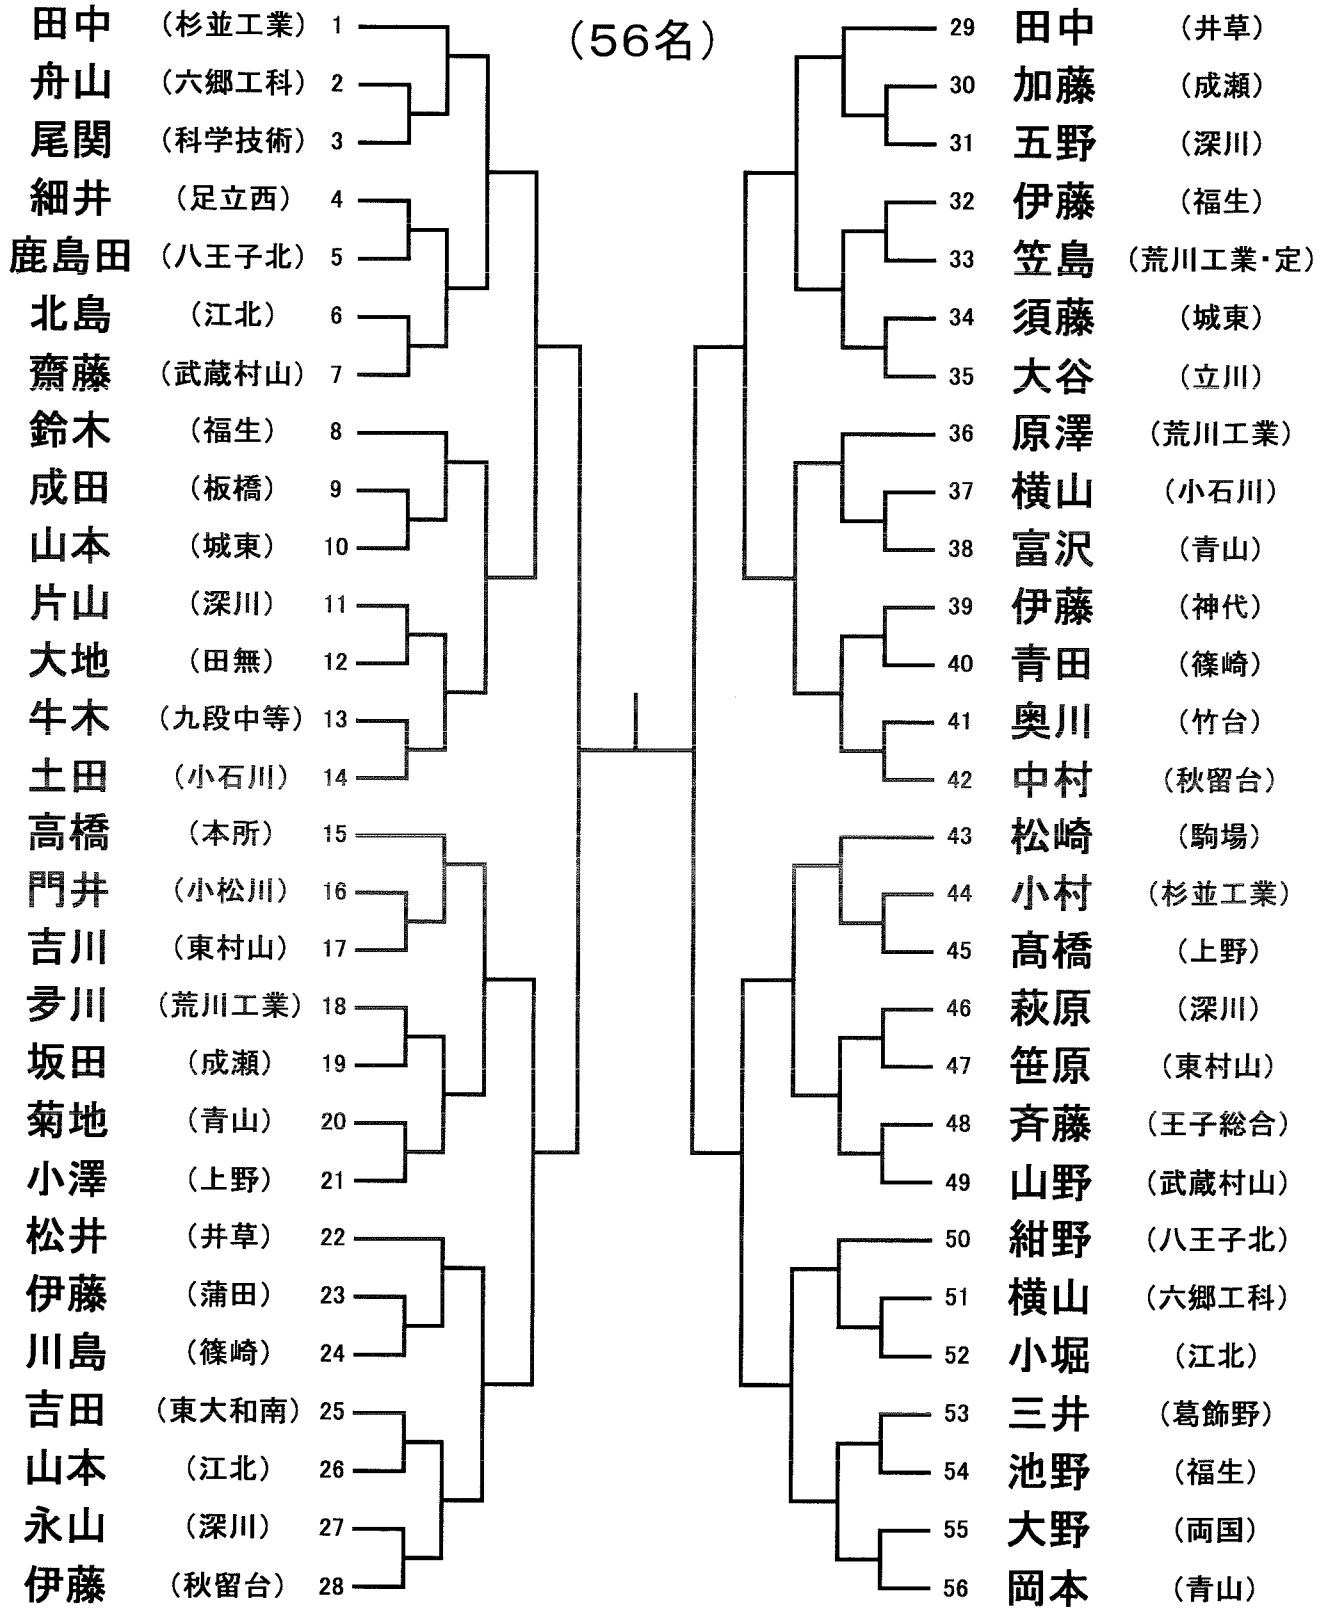 (56名)
田中 (杉並工業) 1
舟山 (六郷工科) 2
尾関 (科学技術) 3
細井 (足立西) 4
鹿島田 (八王子北) 5
北島 (江北) 6
齋藤 (武蔵村山) 7
鈴木 (福生) 8
成田 (板橋) 9
山本 (城東) 10
片山 (深川) 11
大地 (田無) 12
牛木 (九段中等) 13
土田 (小石川) 14
高橋 (本所) 15
門井 (小松川) 16
吉川 (東村山) 17
川 (荒川工業) 18
坂田 (成瀬) 19
菊地 (青山) 20
小澤 (上野) 21
松井 (井草) 22
伊藤 (蒲田) 23
川島 (篠崎) 24
吉田 (東大和南) 25
山本 (江北) 26
永山 (深川) 27
伊藤 (秋留台) 28
29 田中 (井草)
30 加藤 (成瀬)
31 五野 (深川)
32 伊藤 (福生)
33 笠島 (荒川工業・定)
34 須藤 (城東)
35 大谷 (立川)
36 原澤 (荒川工業)
37 横山 (小石川)
38 富沢 (青山)
39 伊藤 (神代)
40 青田 (篠崎)
41 奥川 (竹台)
42 中村 (秋留台)
43 松崎 (駒場)
44 小村 (杉並工業)
45 髙橋 (上野)
46 萩原 (深川)
47 笹原 (東村山)
48 斉藤 (王子総合)
49 山野 (武蔵村山)
50 紺野 (八王子北)
51 横山 (六郷工科)
52 小堀 (江北)
53 三井 (葛飾野)
54 池野 (福生)
55 大野 (両国)
56 岡本 (青山)